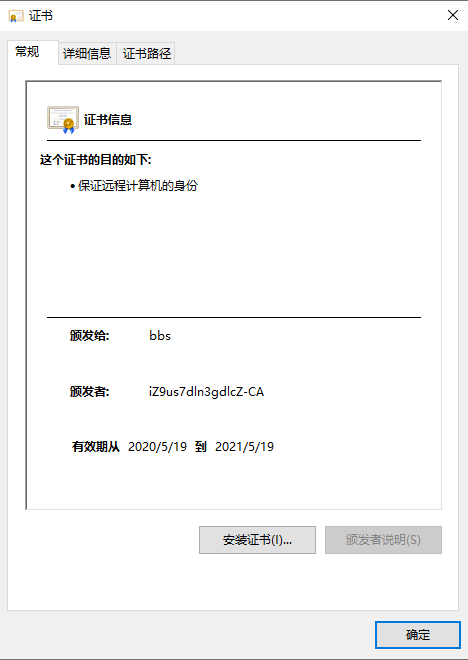 证书
常规 详细信息 证书路径
证书信息
这个证书的目的如下:
• 保证远程计算机的身份
颁发给: bbs
颁发者: iZ9us7dln3gdlcZ-CA
有效期从 2020/5/19 到 2021/5/19
安装证书(I)... 颁发者说明(S)
确定